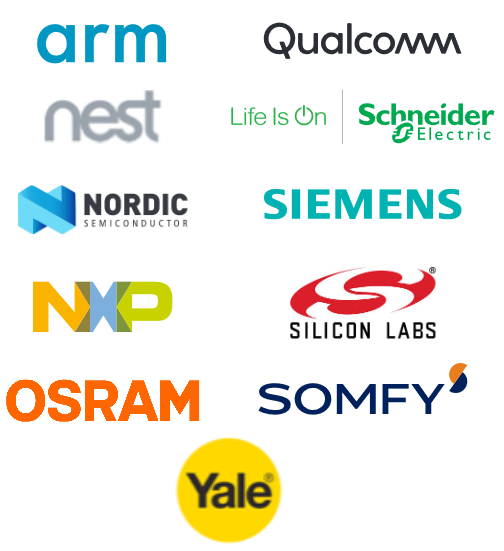 arm
Qualcomm
nest
Life Is On
Schneider
Electric
NORDIC
SEMICONDUCTOR
SIEMENS
NXP
SILICON LABS
®
OSRAM
SOMFY
Yale®